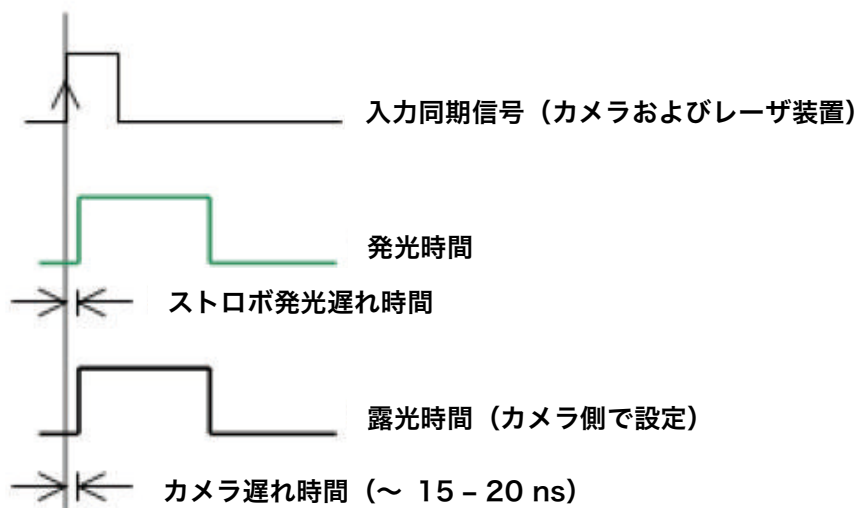 入力同期信号（カメラおよびレーザ装置）
発光時間
ストロボ発光遅れ時間
露光時間（カメラ側で設定）
カメラ遅れ時間（～ 15 – 20 ns）